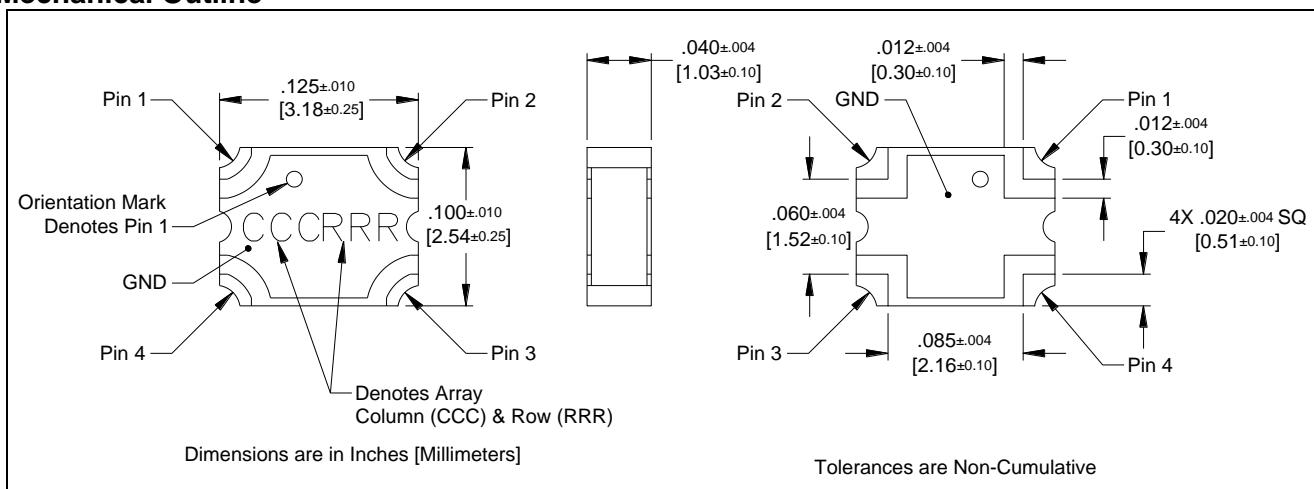 Mechanical Outline
.125±.010
[3.18±0.25]
Pin 1
Pin 2
Orientation Mark
Denotes Pin 1
CCCRRR
.100±.010
[2.54±0.25]
GND
Pin 4
Pin 3
Denotes Array
Column (CCC) & Row (RRR)
Dimensions are in Inches [Millimeters]
.040±.004
[1.03±0.10]
.012±.004
[0.30±0.10]
Pin 2
GND
Pin 1
.012±.004
[0.30±0.10]
.060±.004
[1.52±0.10]
4X .020±.004 SQ
[0.51±0.10]
Pin 3
.085±.004
[2.16±0.10]
Pin 4
Tolerances are Non-Cumulative